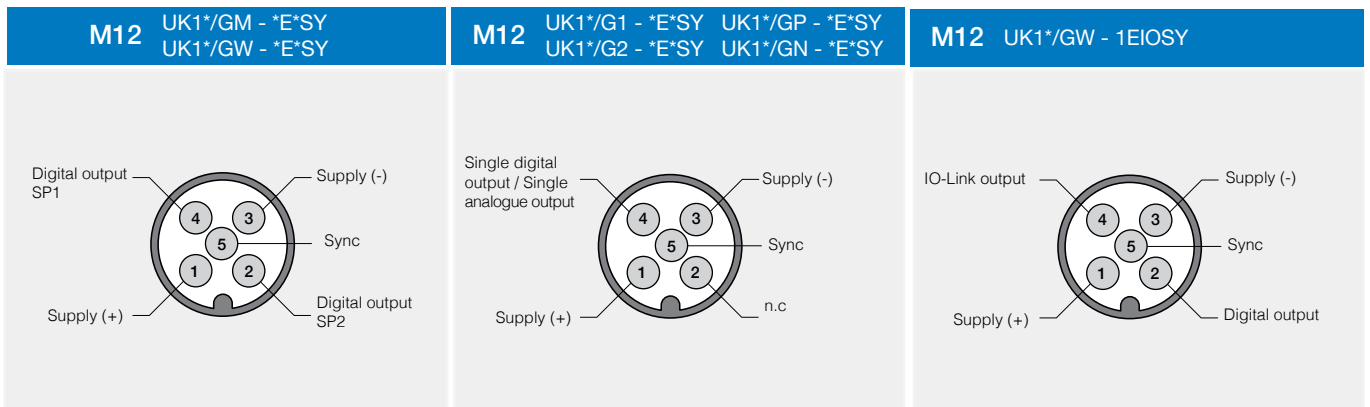 M12 UK1*/GM - *E*SY
UK1*/GW - *E*SY
Digital output
SP1
Supply (-)
4 3
5
Sync
1 2
Supply (+)
Digital output
SP2
M12 UK1*/G1 - *E*SY UK1*/GP - *E*SY
UK1*/G2 - *E*SY UK1*/GN - *E*SY
Single digital
output / Single
analogue output
Supply (-)
4 3
5
Sync
1 2
Supply (+)
n.c
M12 UK1*/GW - 1EIOSY
IO-Link output
Supply (-)
4 3
5
Sync
1 2
Supply (+)
Digital output